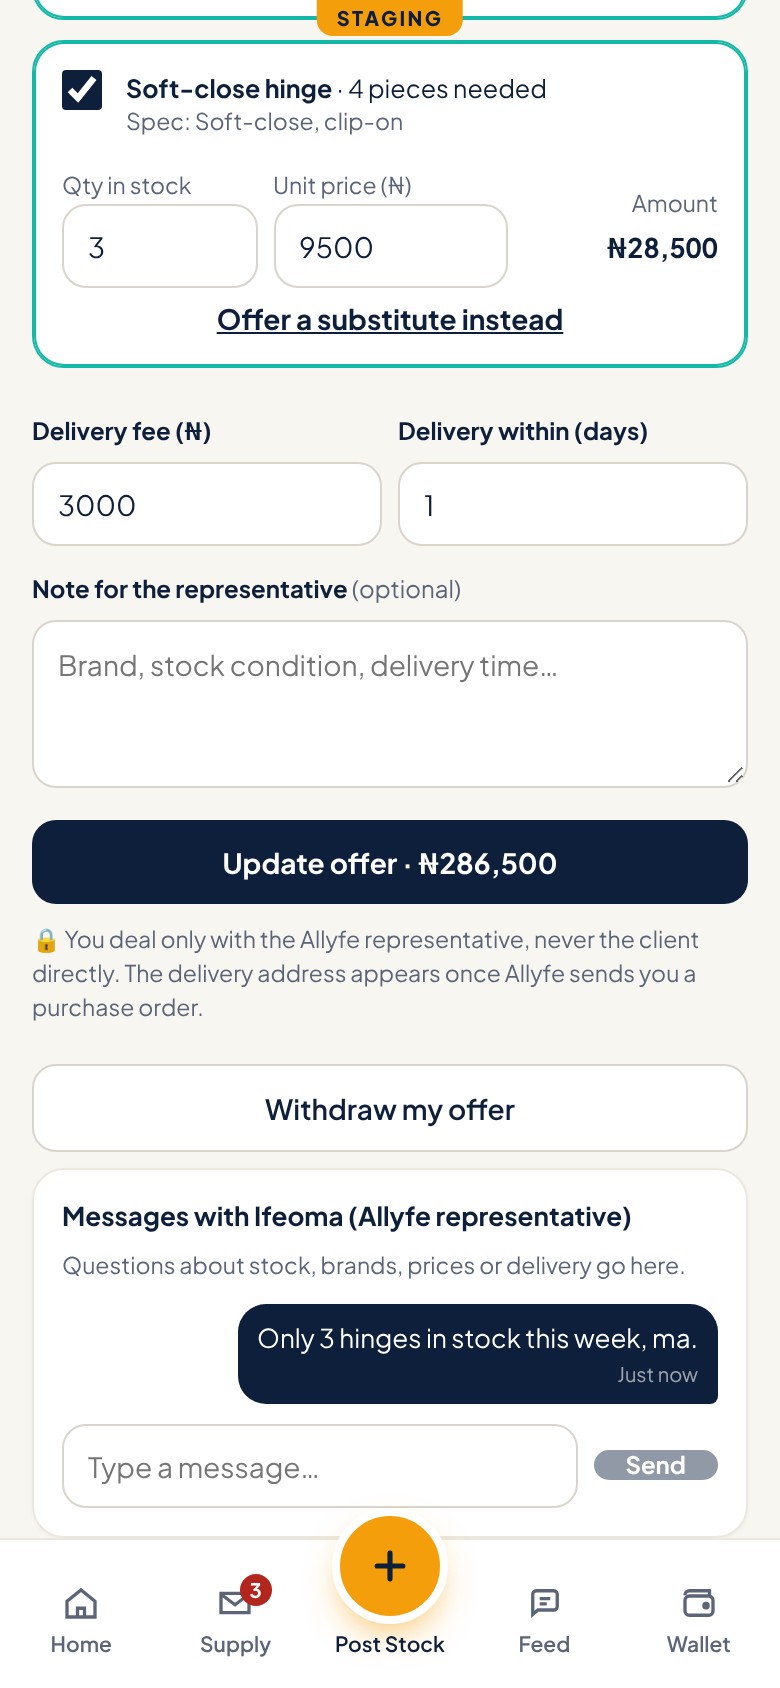 STAGING
Soft-close hinge · 4 pieces needed
Spec: Soft-close, clip-on
Qty in stock
Unit price (₦)
Amount
3
9500
₦28,500
Offer a substitute instead
Delivery fee (₦)
Delivery within (days)
3000
1
Note for the representative (optional)
Brand, stock condition, delivery time...
Update offer · ₦286,500
🔒 You deal only with the Allyfe representative, never the client
directly. The delivery address appears once Allyfe sends you a
purchase order.
Withdraw my offer
Messages with Ifeoma (Allyfe representative)
Questions about stock, brands, prices or delivery go here.
Only 3 hinges in stock this week, ma.
Just now
Type a message...
Send
3
Home
Supply
Post Stock
Feed
Wallet